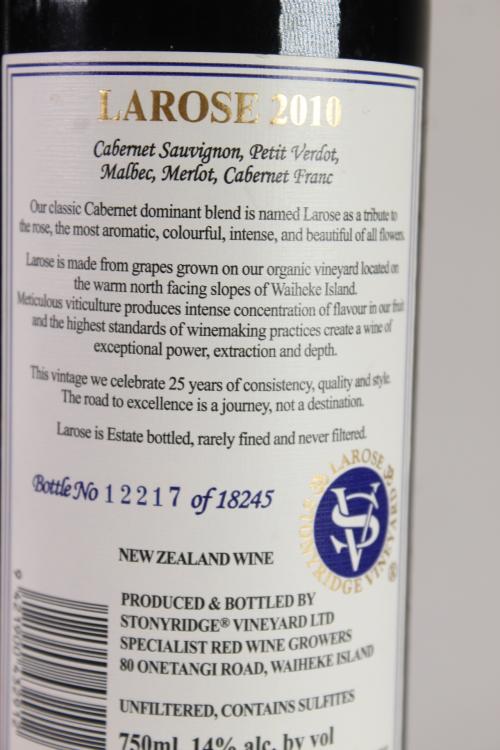 LAROSE 2010
Cabernet Sauvignon, Petit Verdot,
Malbec, Merlot, Cabernet Franc
Our classic Cabernet dominant blend is named Larose as a tribute to
the rose, the most aromatic, colourful, intense, and beautiful of all flowers.
Larose is made from grapes grown on our organic vineyard located on
the warm north facing slopes of Waiheke Island.
Meticulous viticulture produces intense concentration of flavour in our fruit
and the highest standards of winemaking practices create a wine of
exceptional power, extraction and depth.
This vintage we celebrate 25 years of consistency, quality and style.
The road to excellence is a journey, not a destination.
Larose is Estate bottled, rarely fined and never filtered.
Bottle No 12217 of 18245
LAROSE
STONYRIDGE VINEYARD
SV
NEW ZEALAND WINE
PRODUCED & BOTTLED BY
STONYRIDGE® VINEYARD LTD
SPECIALIST RED WINE GROWERS
80 ONETANGI ROAD, WAIHEKE ISLAND
UNFILTERED, CONTAINS SULFITES
750ml 14% alc. by vol